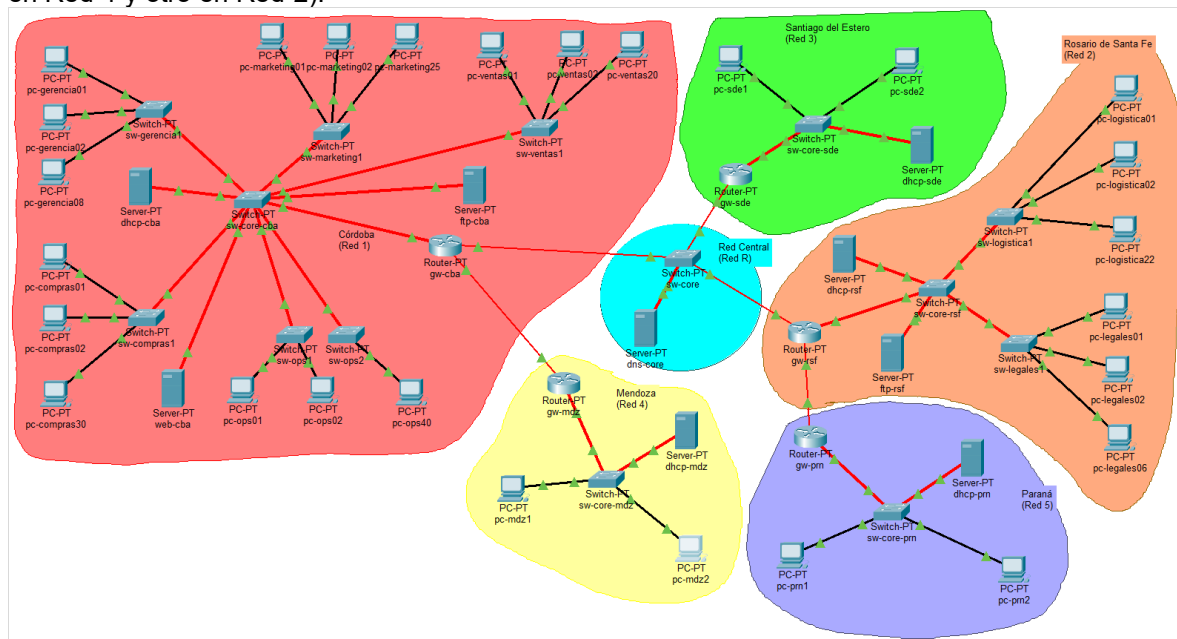 en Red 4 y otro en Red 2).
PC-PT
pc-gerencia01
PC-PT
pc-gerencia02
PC-PT
pc-gerencia08
Switch-PT
sw-gerencia1
PC-PT
pc-marketing01
PC-PT
pc-marketing02
PC-PT
pc-marketing25
Switch-PT
sw-marketing1
PC-PT
pc-ventas01
PC-PT
pc-ventas02
PC-PT
pc-ventas20
Switch-PT
sw-ventas1
Server-PT
dhcp-cba
Switch-PT
sw-core-cba
Server-PT
ftp-cba
Córdoba
(Red 1)
Router-PT
gw-cba
PC-PT
pc-compras01
PC-PT
pc-compras02
PC-PT
pc-compras30
Switch-PT
sw-compras1
Server-PT
web-cba
Switch-PT
sw-ops1
Switch-PT
sw-ops2
PC-PT
pc-ops01
PC-PT
pc-ops02
PC-PT
pc-ops40
Santiago del Estero
(Red 3)
PC-PT
pc-sde1
PC-PT
pc-sde2
Switch-PT
sw-core-sde
Server-PT
dhcp-sde
Router-PT
gw-sde
Red Central
(Red R)
Switch-PT
sw-core
Server-PT
dns-core
Rosario de Santa Fe
(Red 2)
PC-PT
pc-logistica01
PC-PT
pc-logistica02
PC-PT
pc-logistica22
Switch-PT
sw-logistica1
Server-PT
dhcp-rsf
Switch-PT
sw-core-rsf
Router-PT
gw-rsf
Server-PT
ftp-rsf
Switch-PT
sw-legales1
PC-PT
pc-legales01
PC-PT
pc-legales02
PC-PT
pc-legales06
Router-PT
gw-mdz
Mendoza
(Red 4)
Server-PT
dhcp-mdz
Switch-PT
sw-core-mdz
PC-PT
pc-mdz1
PC-PT
pc-mdz2
Router-PT
gw-prn
Server-PT
dhcp-prn
Paraná
(Red 5)
Switch-PT
sw-core-prn
PC-PT
pc-prn1
PC-PT
pc-prn2